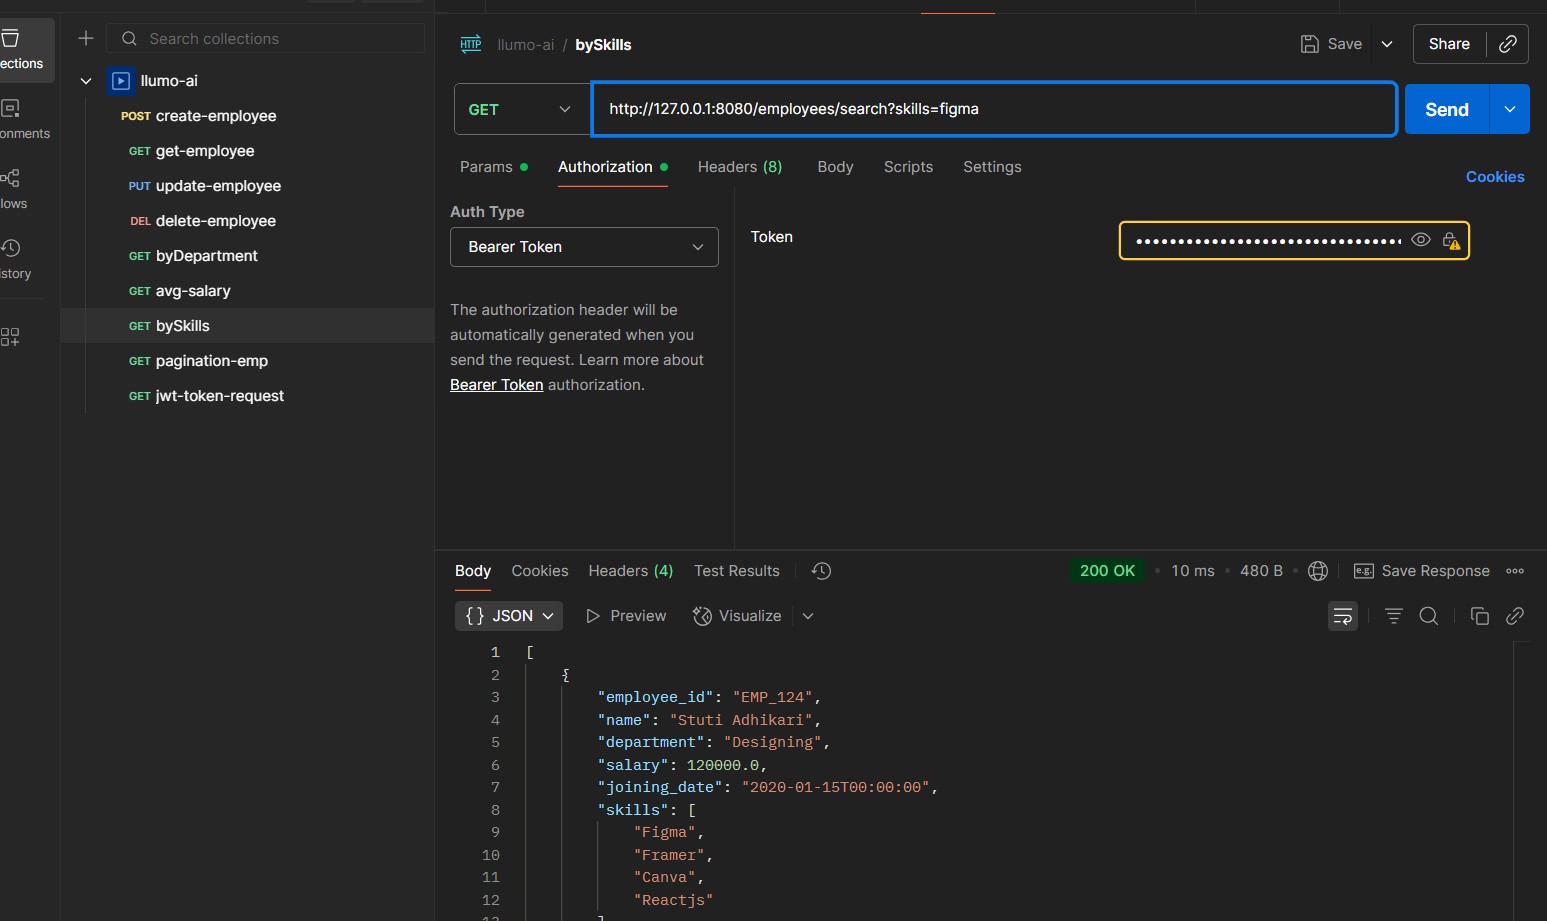 ections
onments
lows
istory
Search collections
llumo-ai
POST create-employee
GET get-employee
PUT update-employee
DEL delete-employee
GET byDepartment
GET avg-salary
GET bySkills
GET pagination-emp
GET jwt-token-request
HTTP llumo-ai / bySkills
Save
Share
GET
http://127.0.0.1:8080/employees/search?skills=figma
Send
Params
Authorization
Headers (8)
Body
Scripts
Settings
Cookies
Auth Type
Bearer Token
The authorization header will be
automatically generated when you
send the request. Learn more about
Bearer Token authorization.
Token
Body
Cookies
Headers (4)
Test Results
200 OK • 10 ms • 480 B •
e.g. Save Response
{} JSON
Preview
Visualize
1 [
2 {
3 "employee_id": "EMP_124",
4 "name": "Stuti Adhikari",
5 "department": "Designing",
6 "salary": 120000.0,
7 "joining_date": "2020-01-15T00:00:00",
8 "skills": [
9 "Figma",
10 "Framer",
11 "Canva",
12 "Reactjs"
13 ]